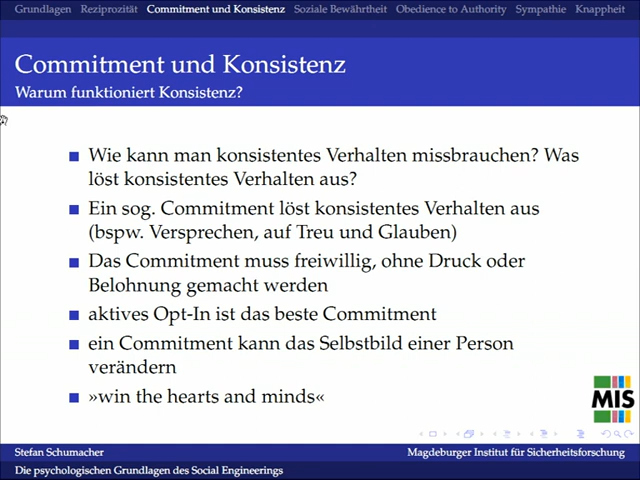 Grundlagen Reziprozität Commitment und Konsistenz Soziale Bewährtheit Obedience to Authority Sympathie Knappheit
Commitment und Konsistenz
Warum funktioniert Konsistenz?
Wie kann man konsistentes Verhalten missbrauchen? Was
löst konsistentes Verhalten aus?
Ein sog. Commitment löst konsistentes Verhalten aus
(bspw. Versprechen, auf Treu und Glauben)
Das Commitment muss freiwillig, ohne Druck oder
Belohnung gemacht werden
aktives Opt-In ist das beste Commitment
ein Commitment kann das Selbstbild einer Person
verändern
»win the hearts and minds«
MIS
Stefan Schumacher Magdeburger Institut für Sicherheitsforschung
Die psychologischen Grundlagen des Social Engineerings